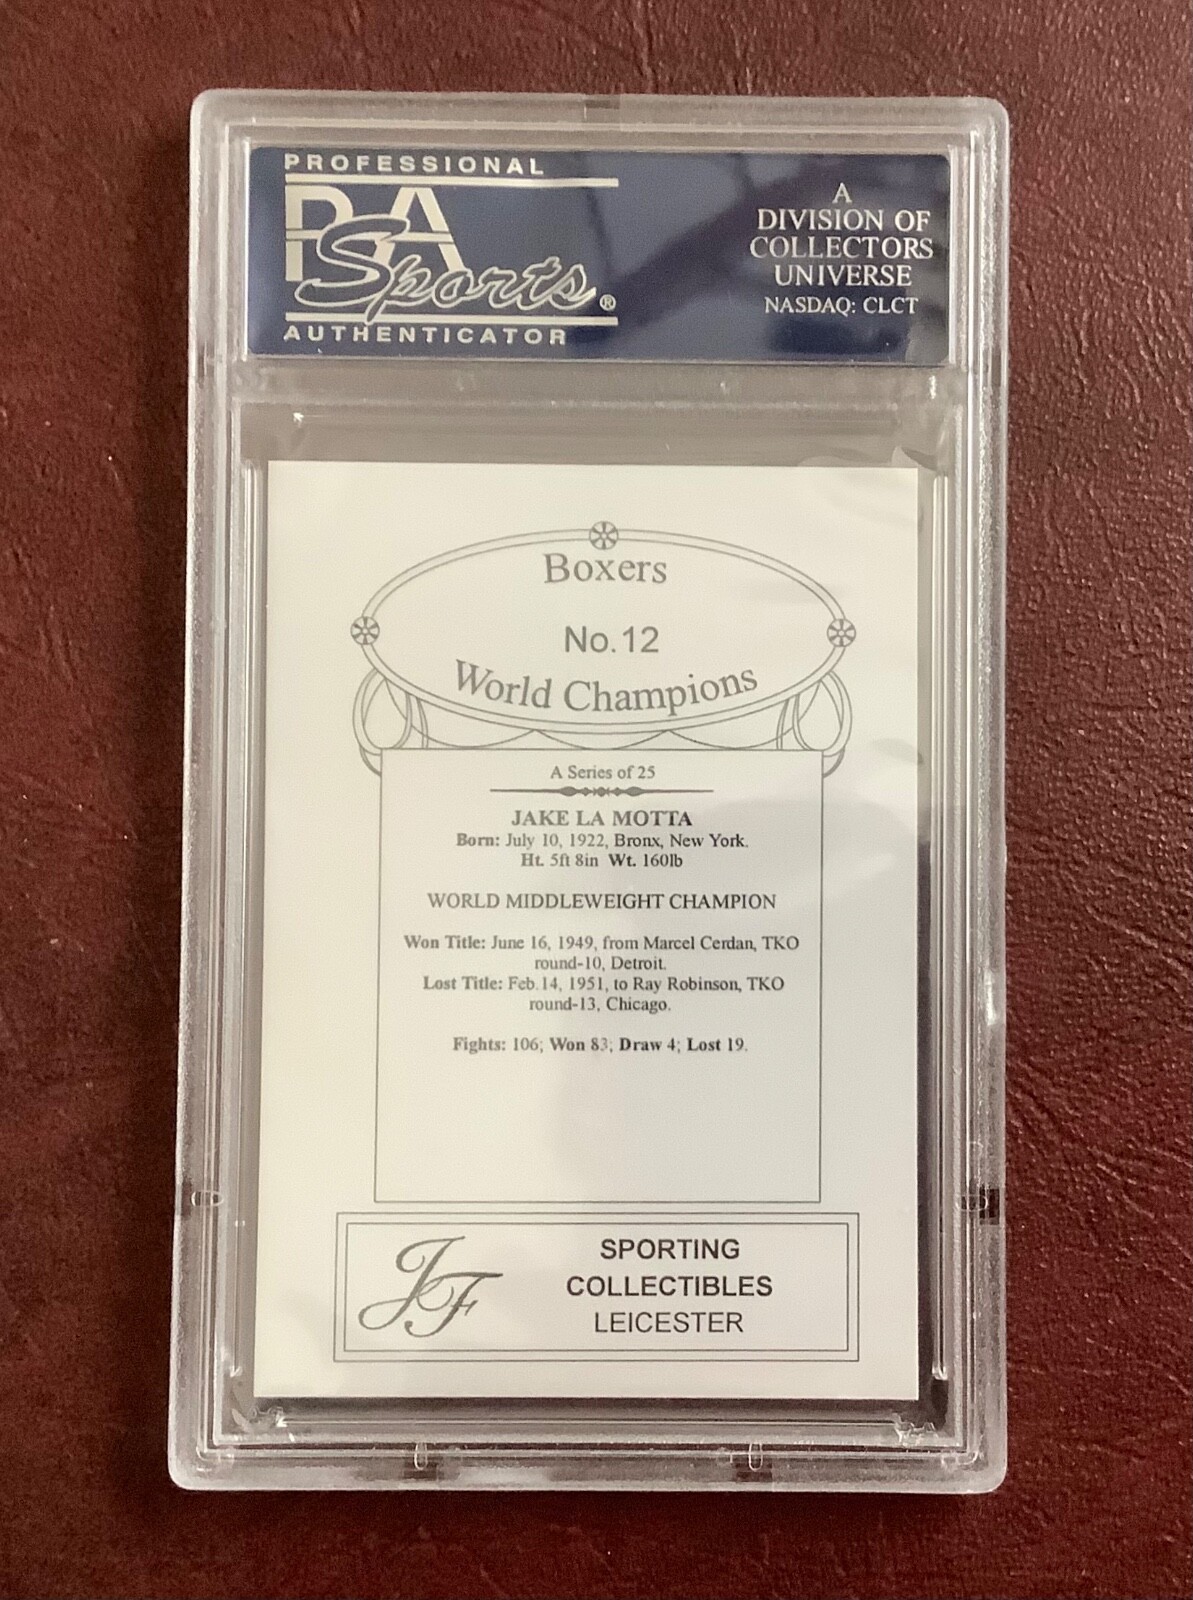 PROFESSIONAL
PSA
Sports®
AUTHENTICATOR
A
DIVISION OF
COLLECTORS
UNIVERSE
NASDAQ: CLCT
Boxers
No.12
World Champions
A Series of 25
JAKE LA MOTTA
Born: July 10, 1922, Bronx, New York.
Ht. 5ft 8in Wt. 160lb
WORLD MIDDLEWEIGHT CHAMPION
Won Title: June 16, 1949, from Marcel Cerdan, TKO
round-10, Detroit.
Lost Title: Feb.14, 1951, to Ray Robinson, TKO
round-13, Chicago.
Fights: 106; Won 83; Draw 4; Lost 19.
JF
SPORTING
COLLECTIBLES
LEICESTER